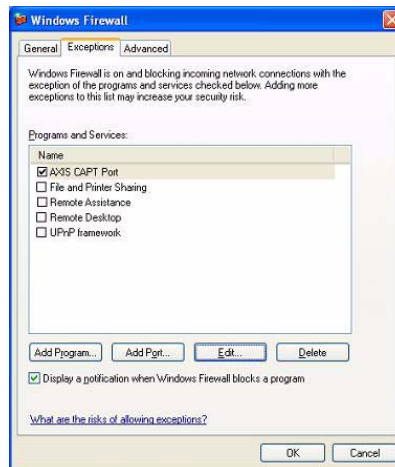 Windows Firewall
General Exceptions Advanced
Windows Firewall is on and blocking incoming network connections with the
exception of the programs and services checked below. Adding more
exceptions to this list may increase your security risk.
Programs and Services:
Name
AXIS CAPT Port
File and Printer Sharing
Remote Assistance
Remote Desktop
UPnP framework
Add Program... Add Port... Edit... Delete
Display a notification when Windows Firewall blocks a program
What are the risks of allowing exceptions?
OK Cancel